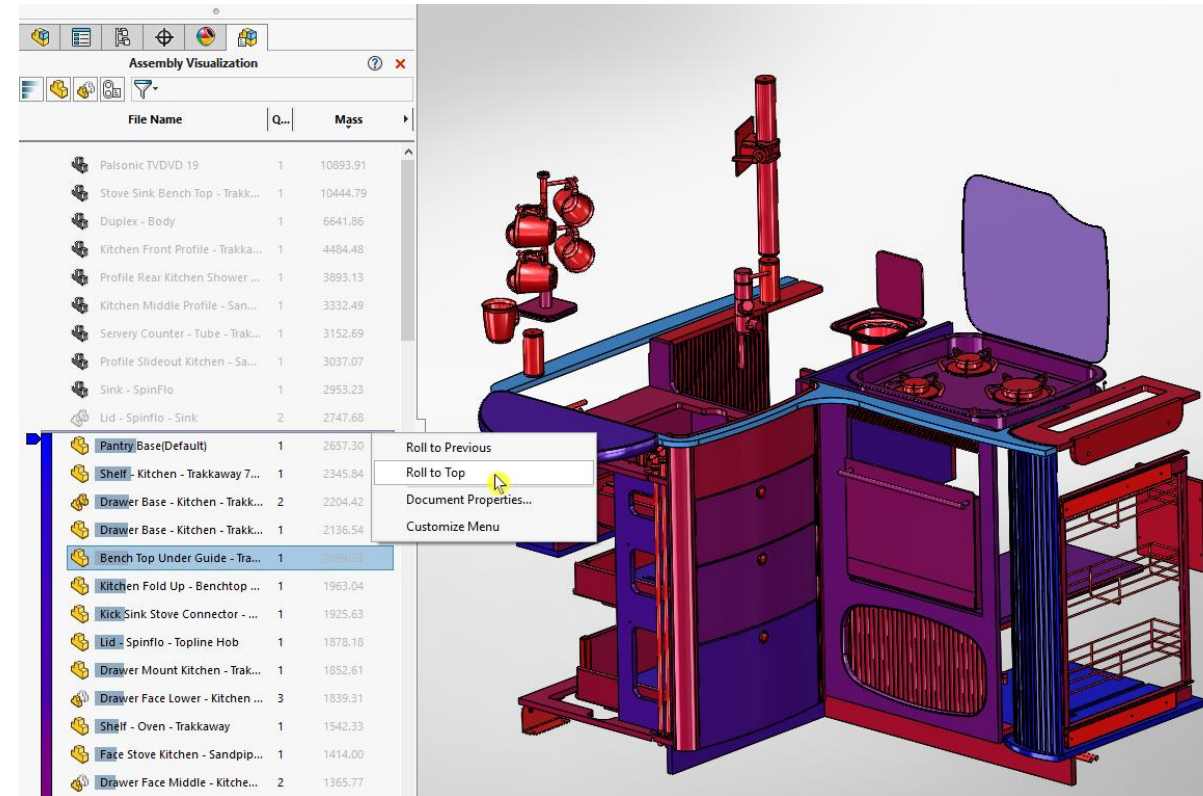 Assembly Visualization
File Name Q... Mass
Palsonic TVDVD 19 1 10893.91
Stove Sink Bench Top - Trakk... 1 10444.79
Duplex - Body 1 6641.86
Kitchen Front Profile - Trakka... 1 4484.48
Profile Rear Kitchen Shower ... 1 3893.13
Kitchen Middle Profile - San... 1 3332.49
Servery Counter - Tube - Trak... 1 3152.69
Profile Slideout Kitchen - Sa... 1 3037.07
Sink - SpinFlo 1 2953.23
Lid - Spinflo - Sink 2 2747.68
Pantry Base(Default) 1 2657.30
Roll to Previous
Shelf - Kitchen - Trakkaway 7... 1 2345.84
Roll to Top
Drawer Base - Kitchen - Trakk... 2 2204.42
Document Properties...
Drawer Base - Kitchen - Trakk... 1 2136.54
Customize Menu
Bench Top Under Guide - Tra... 1
Kitchen Fold Up - Benchtop ... 1 1963.04
Kick Sink Stove Connector - ... 1 1925.63
Lid - Spinflo - Topline Hob 1 1878.18
Drawer Mount Kitchen - Trak... 1 1852.61
Drawer Face Lower - Kitchen ... 3 1839.31
Shelf - Oven - Trakkaway 1 1542.33
Face Stove Kitchen - Sandpip... 1 1414.00
Drawer Face Middle - Kitche... 2 1365.77